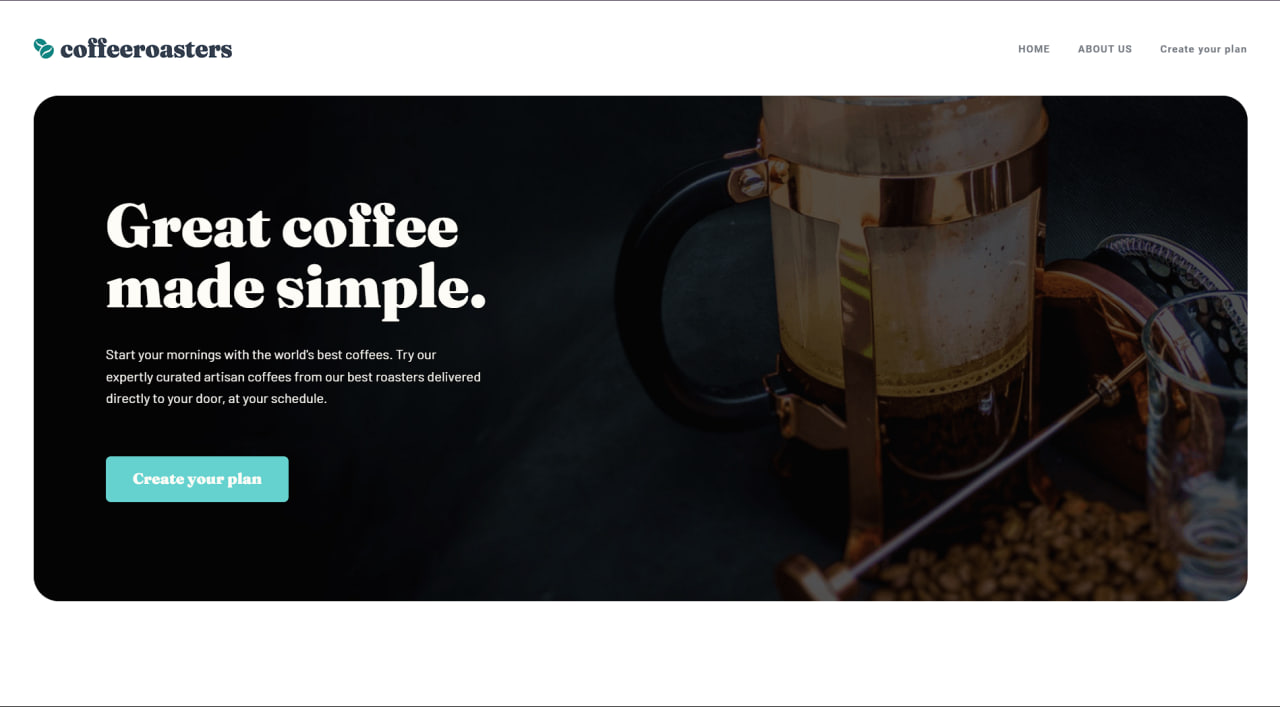 coffeeroasters
HOME
ABOUT US
Create your plan
Great coffee
made simple.
Start your mornings with the world's best coffees. Try our
expertly curated artisan coffees from our best roasters delivered
directly to your door, at your schedule.
Create your plan